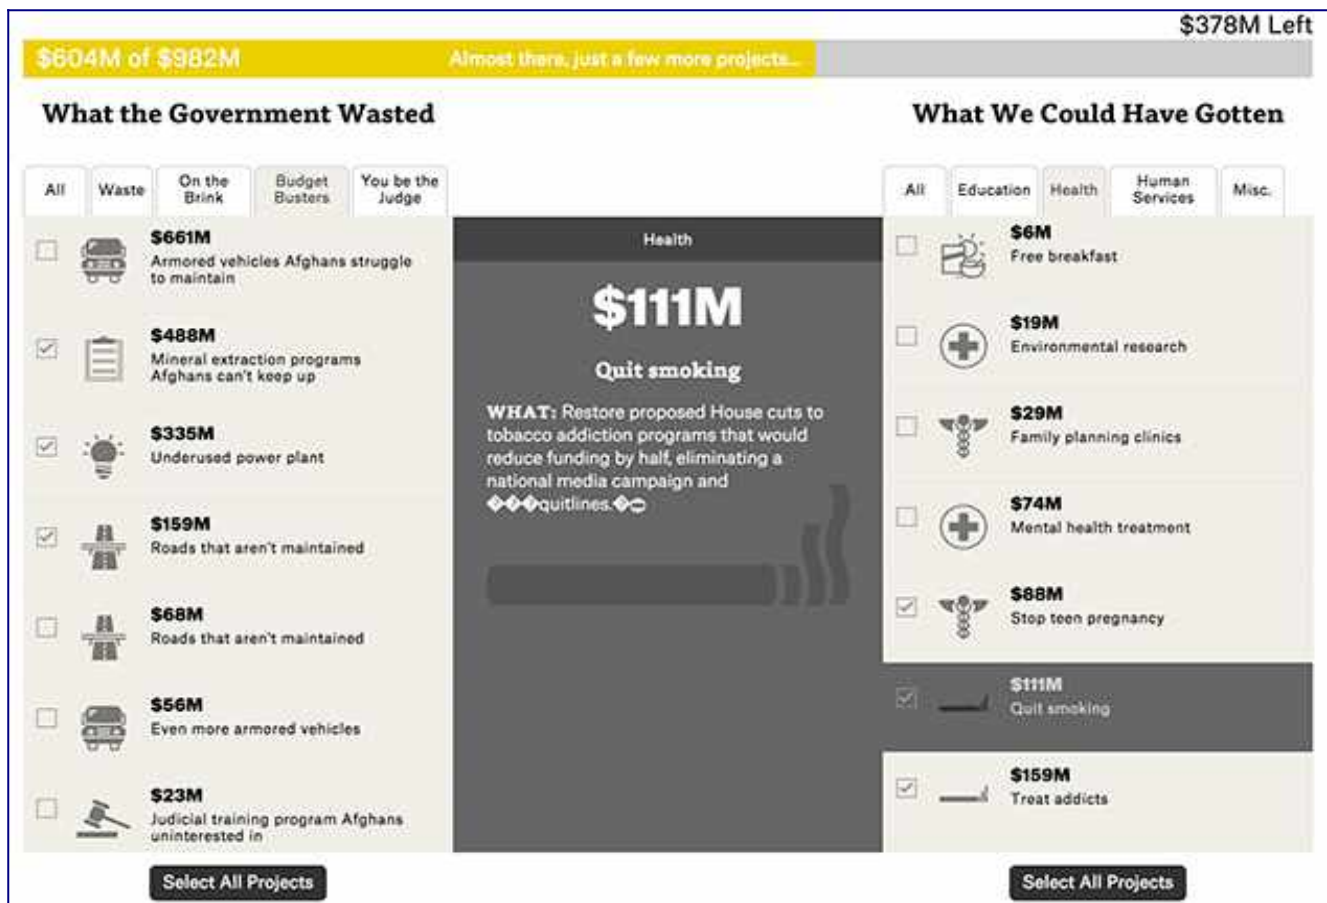 $378M Left
$604M of $982M
Almost there, just a few more projects...
What the Government Wasted
What We Could Have Gotten
All
Waste
On the
Brink
Budget
Busters
You be the
Judge
All
Education
Health
Human
Services
Misc.
$661M
Armored vehicles Afghans struggle
to maintain
$488M
Mineral extraction programs
Afghans can't keep up
$335M
Underused power plant
$159M
Roads that aren't maintained
$68M
Roads that aren't maintained
$56M
Even more armored vehicles
$23M
Judicial training program Afghans
uninterested in
Select All Projects
Health
$111M
Quit smoking
WHAT: Restore proposed House cuts to
tobacco addiction programs that would
reduce funding by half, eliminating a
national media campaign and
���quitlines.�
$6M
Free breakfast
$19M
Environmental research
$29M
Family planning clinics
$74M
Mental health treatment
$88M
Stop teen pregnancy
$111M
Quit smoking
$159M
Treat addicts
Select All Projects